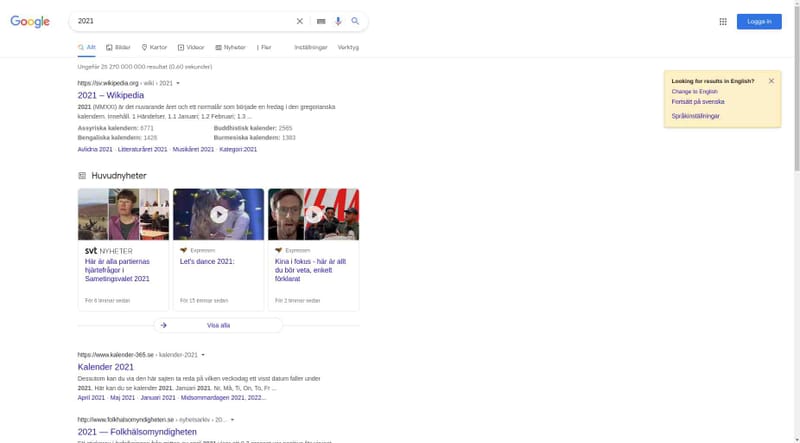 Google
2021
Logga in
Allt
Bilder
Kartor
Videor
Nyheter
Fler
Inställningar
Verktyg
Ungefär 25 270 000 000 resultat (0,60 sekunder)
https://sv.wikipedia.org › wiki › 2021
2021 – Wikipedia
2021 (MMXXI) är det nuvarande året och ett normalår som började en fredag i den gregorianska
kalendern. Innehåll. 1 Händelser. 1.1 Januari; 1.2 Februari; 1.3 ...
Assyriska kalendern: 6771
Buddhistisk kalender: 2565
Bengaliska kalendern: 1428
Burmesiska kalendern: 1383
Avlidna 2021 · Litteraturåret 2021 · Musikåret 2021 · Kategori:2021
Looking for results in English?
Change to English
Fortsätt på svenska
Språkinställningar
Huvudnyheter
svt NYHETER
Här är alla partiernas
hjärtefrågor i
Sametingsvalet 2021
För 6 timmar sedan
Expressen
Let's dance 2021:
För 15 timmar sedan
Expressen
Kina i fokus - här är allt
du bör veta, enkelt
förklarat
För 2 timmar sedan
Visa alla
https://www.kalender-365.se › kalender-2021
Kalender 2021
Dessutom kan du via den här sajten ta reda på vilken veckodag ett visst datum faller under
2021. Här kan du se kalender 2021. Januari 2021. Nr, Må, Ti, On, To, Fr ...
April 2021 · Maj 2021 · Januari 2021 · Midsommardagen 2021, 2022...
http://www.folkhalsomyndigheten.se › nyhetsarkiv › 20...
2021 — Folkhälsomyndigheten